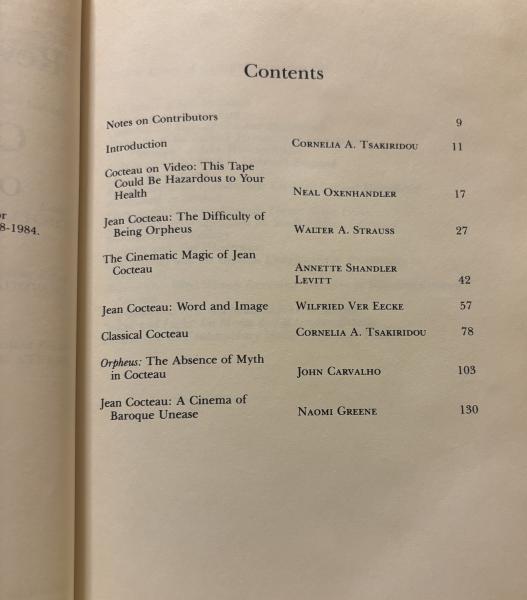 or
8-1984.
Contents
Notes on Contributors 9
Introduction CORNELIA A. TSAKIRIDOU 11
Cocteau on Video: This Tape
Could Be Hazardous to Your
Health NEAL OXENHANDLER 17
Jean Cocteau: The Difficulty of
Being Orpheus WALTER A. STRAUSS 27
The Cinematic Magic of Jean
Cocteau ANNETTE SHANDLER
LEVITT 42
Jean Cocteau: Word and Image WILFRIED VER EECKE 57
Classical Cocteau CORNELIA A. TSAKIRIDOU 78
Orpheus: The Absence of Myth
in Cocteau JOHN CARVALHO 103
Jean Cocteau: A Cinema of
Baroque Unease NAOMI GREENE 130